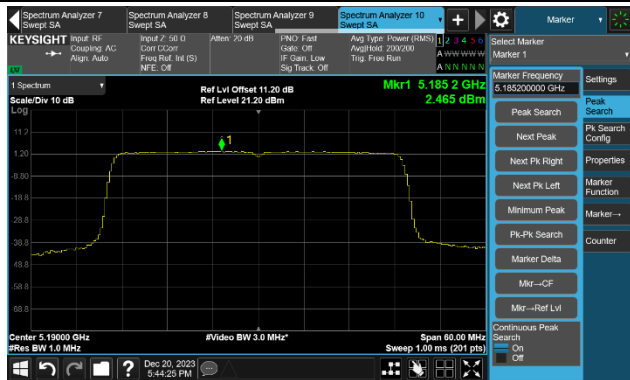 Spectrum Analyzer 7
Swept SA
Spectrum Analyzer 8
Swept SA
Spectrum Analyzer 9
Swept SA
Spectrum Analyzer 10
Swept SA
Marker
KEYSIGHT
Input: RF
Coupling: AC
Align: Auto
Input Z: 50 Ω
Corr CCorr
Freq Ref: Int (S)
NFE: Off
Atten: 20 dB
PNO: Fast
Gate: Off
IF Gain: Low
Sig Track: Off
Avg Type: Power (RMS)
Avg|Hold: 200/200
Trig: Free Run
1 2 3 4 5 6
A W W W W W
A N N N N N
LV
Select Marker
Marker 1
1 Spectrum
Scale/Div 10 dB
Log
Ref Lvl Offset 11.20 dB
Ref Level 21.20 dBm
Mkr1 5.185 2 GHz
2.465 dBm
11.2
1.20
-8.80
-18.8
-28.8
-38.8
-48.8
-58.8
-68.8
1
Center 5.19000 GHz
#Res BW 1.0 MHz
#Video BW 3.0 MHz*
Span 60.00 MHz
Sweep 1.00 ms (201 pts)
Marker Frequency
5.185200000 GHz
Peak Search
Next Peak
Next Pk Right
Next Pk Left
Minimum Peak
Pk-Pk Search
Marker Delta
Mkr→CF
Mkr→Ref Lvl
Continuous Peak
Search
On
Off
Settings
Peak
Search
Pk Search
Config
Properties
Marker
Function
Marker→
Counter
?
Dec 20, 2023
5:44:25 PM